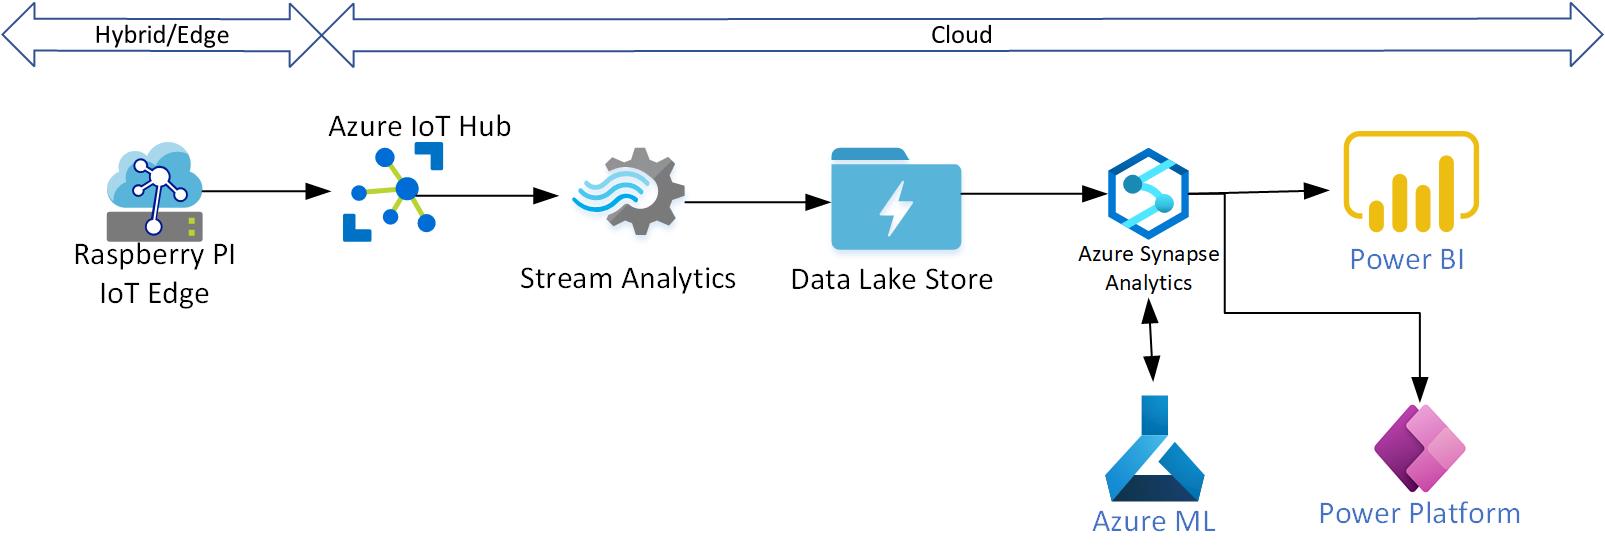 Hybrid/Edge
Cloud
Azure IoT Hub
Raspberry PI
IoT Edge
Stream Analytics
Data Lake Store
Azure Synapse
Analytics
Power BI
Azure ML
Power Platform